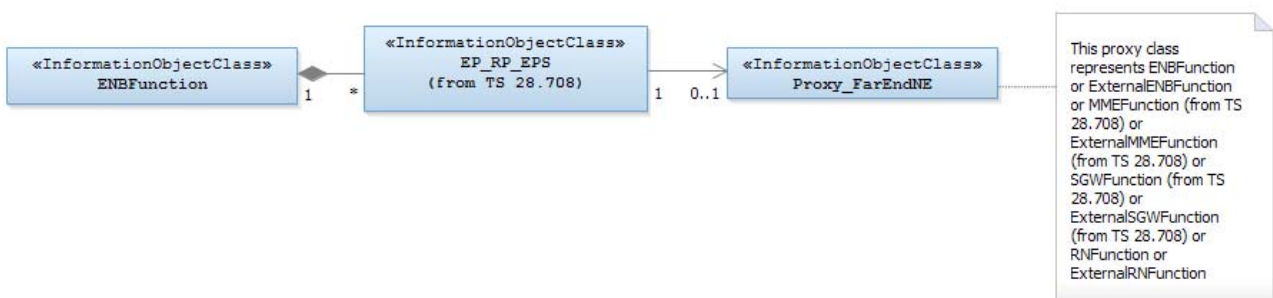 «InformationObjectClass»
ENBFunction
1
*
«InformationObjectClass»
EP_RP_EPS
(from TS 28.708)
1
0..1
«InformationObjectClass»
Proxy_FarEndNE
This proxy class
represents ENBFunction
or ExternalENBFunction
or MMEFunction (from TS
28.708) or
ExternalMMEFunction
(from TS 28.708) or
SGWFunction (from TS
28.708) or
ExternalSGWFunction
(from TS 28.708) or
RNFunction or
ExternalRNFunction